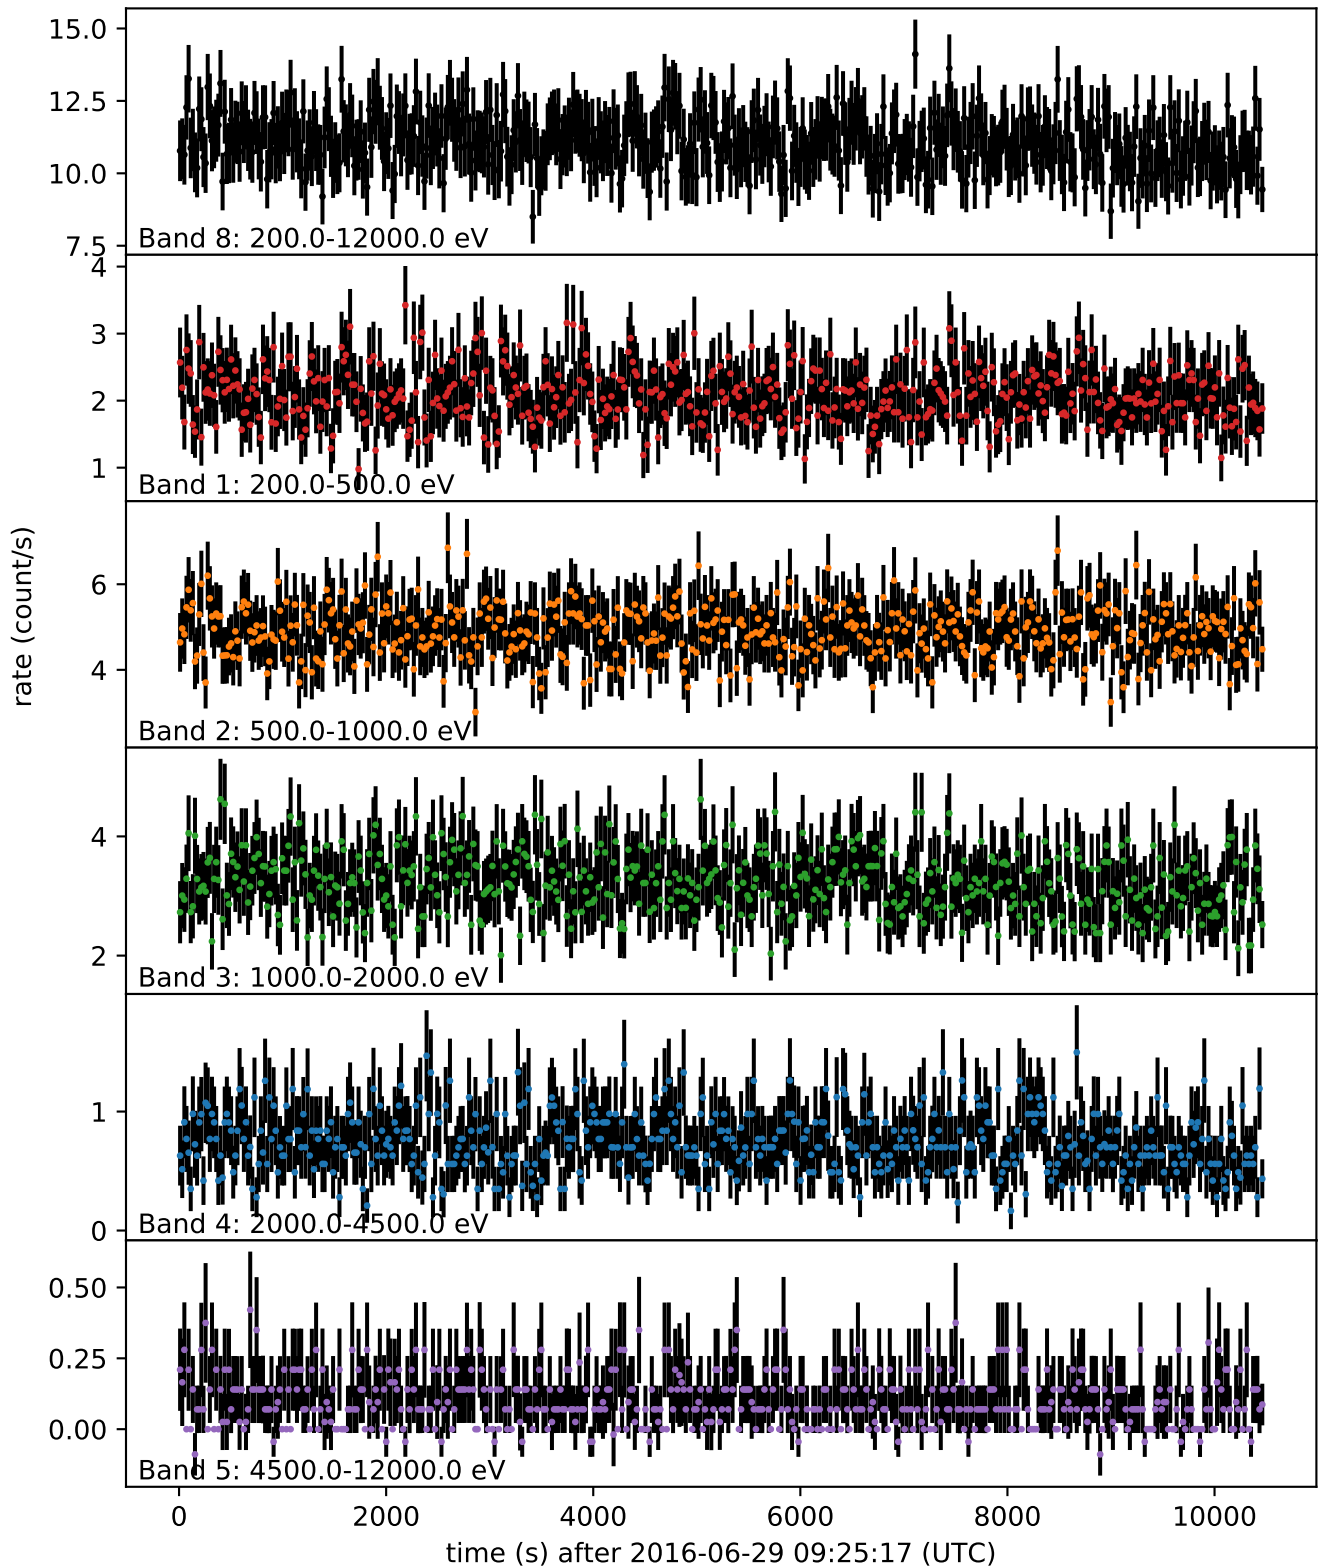 15.0
12.5
10.0
7.5
Band 8: 200.0-12000.0 eV
4
3
2
1
Band 1: 200.0-500.0 eV
rate (count/s)
6
4
Band 2: 500.0-1000.0 eV
4
2
Band 3: 1000.0-2000.0 eV
1
0
Band 4: 2000.0-4500.0 eV
0.50
0.25
0.00
Band 5: 4500.0-12000.0 eV
0 2000 4000 6000 8000 10000
time (s) after 2016-06-29 09:25:17 (UTC)